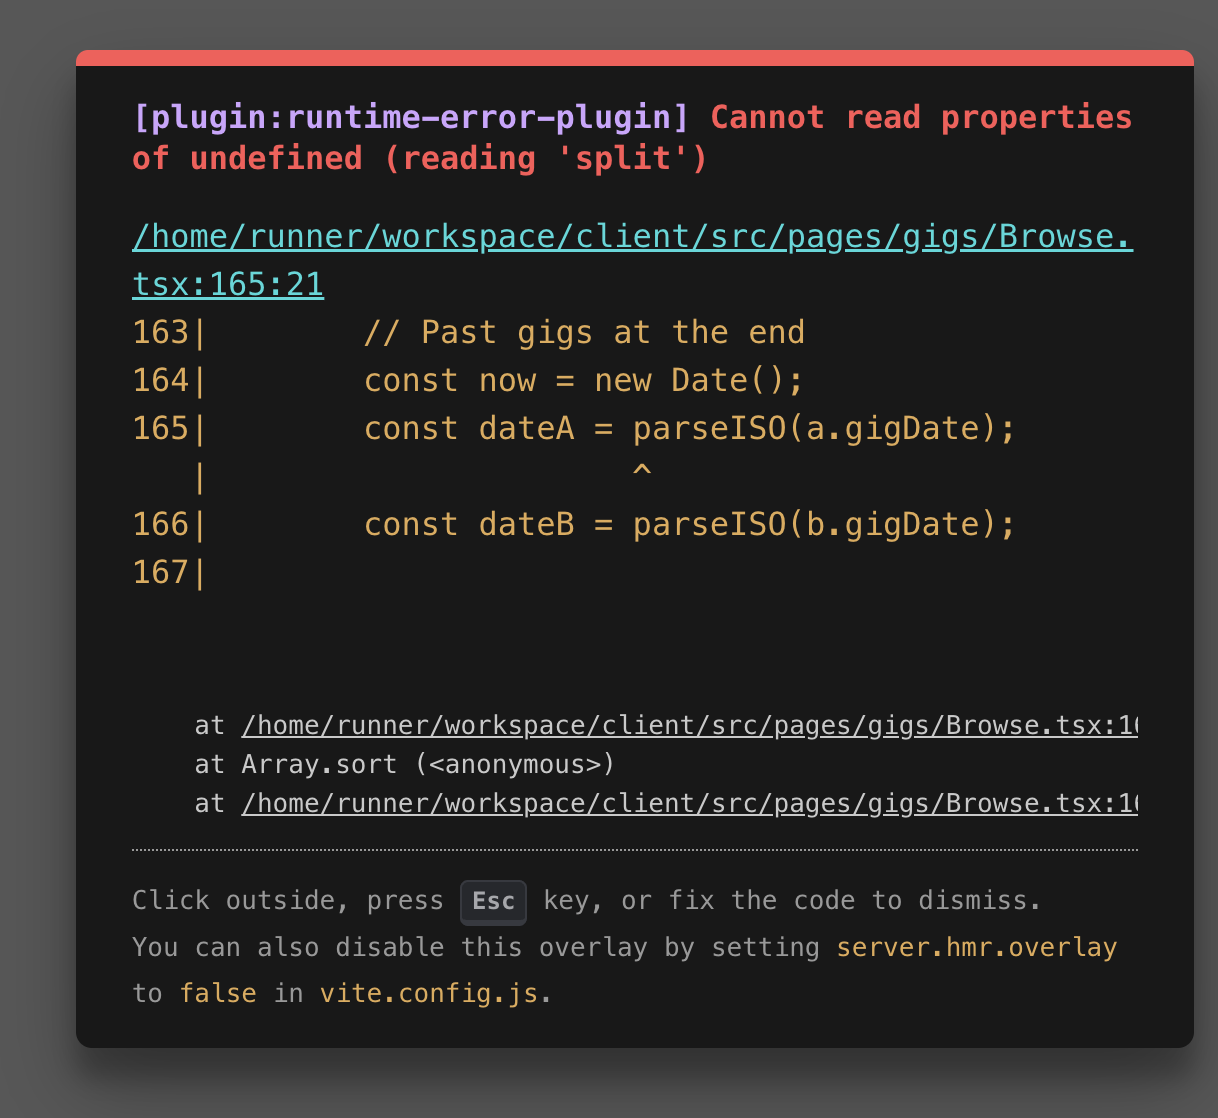 [plugin:runtime-error-plugin] Cannot read properties
of undefined (reading 'split')
/home/runner/workspace/client/src/pages/gigs/Browse.
tsx:165:21
163|        // Past gigs at the end
164|        const now = new Date();
165|        const dateA = parseISO(a.gigDate);
   |                      ^
166|        const dateB = parseISO(b.gigDate);
167|
at /home/runner/workspace/client/src/pages/gigs/Browse.tsx:16
at Array.sort (<anonymous>)
at /home/runner/workspace/client/src/pages/gigs/Browse.tsx:16
Click outside, press Esc key, or fix the code to dismiss.
You can also disable this overlay by setting server.hmr.overlay
to false in vite.config.js.